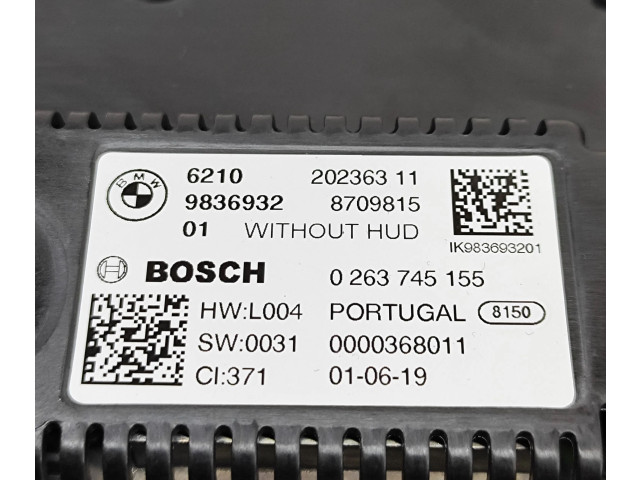 BMW
6210 202363 11
9836932 8709815
01 WITHOUT HUD
IK983693201
BOSCH 0 263 745 155
HW:L004 PORTUGAL 8150
SW:0031 0000368011
CI:371 01-06-19